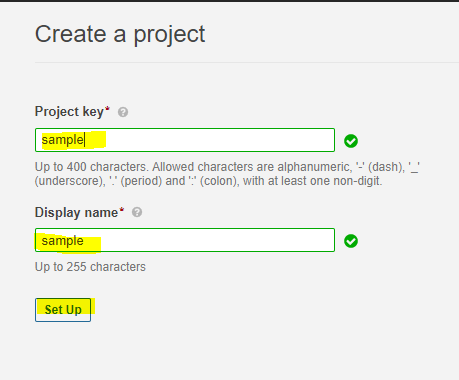 Create a project
Project key*
sample
Up to 400 characters. Allowed characters are alphanumeric, '-' (dash), '_'
(underscore), '.' (period) and ':' (colon), with at least one non-digit.
Display name*
sample
Up to 255 characters
Set Up